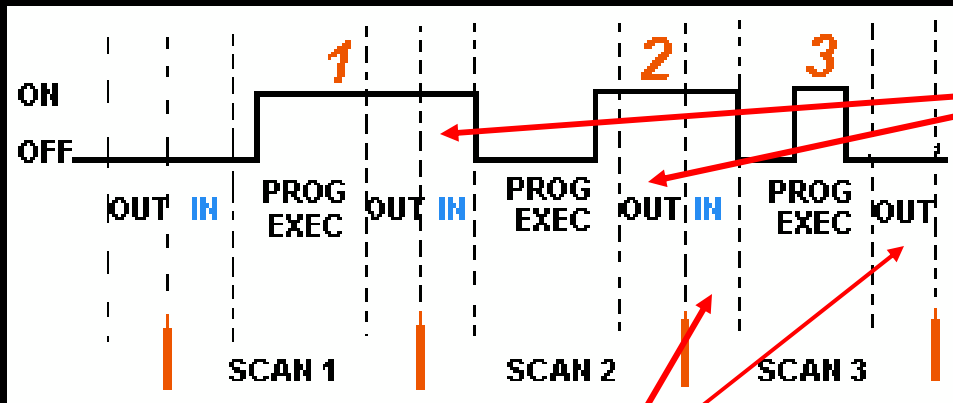 1 2 3
ON
OFF
OUT IN PROG EXEC OUT IN PROG EXEC OUT IN PROG EXEC OUT
SCAN 1 SCAN 2 SCAN 3